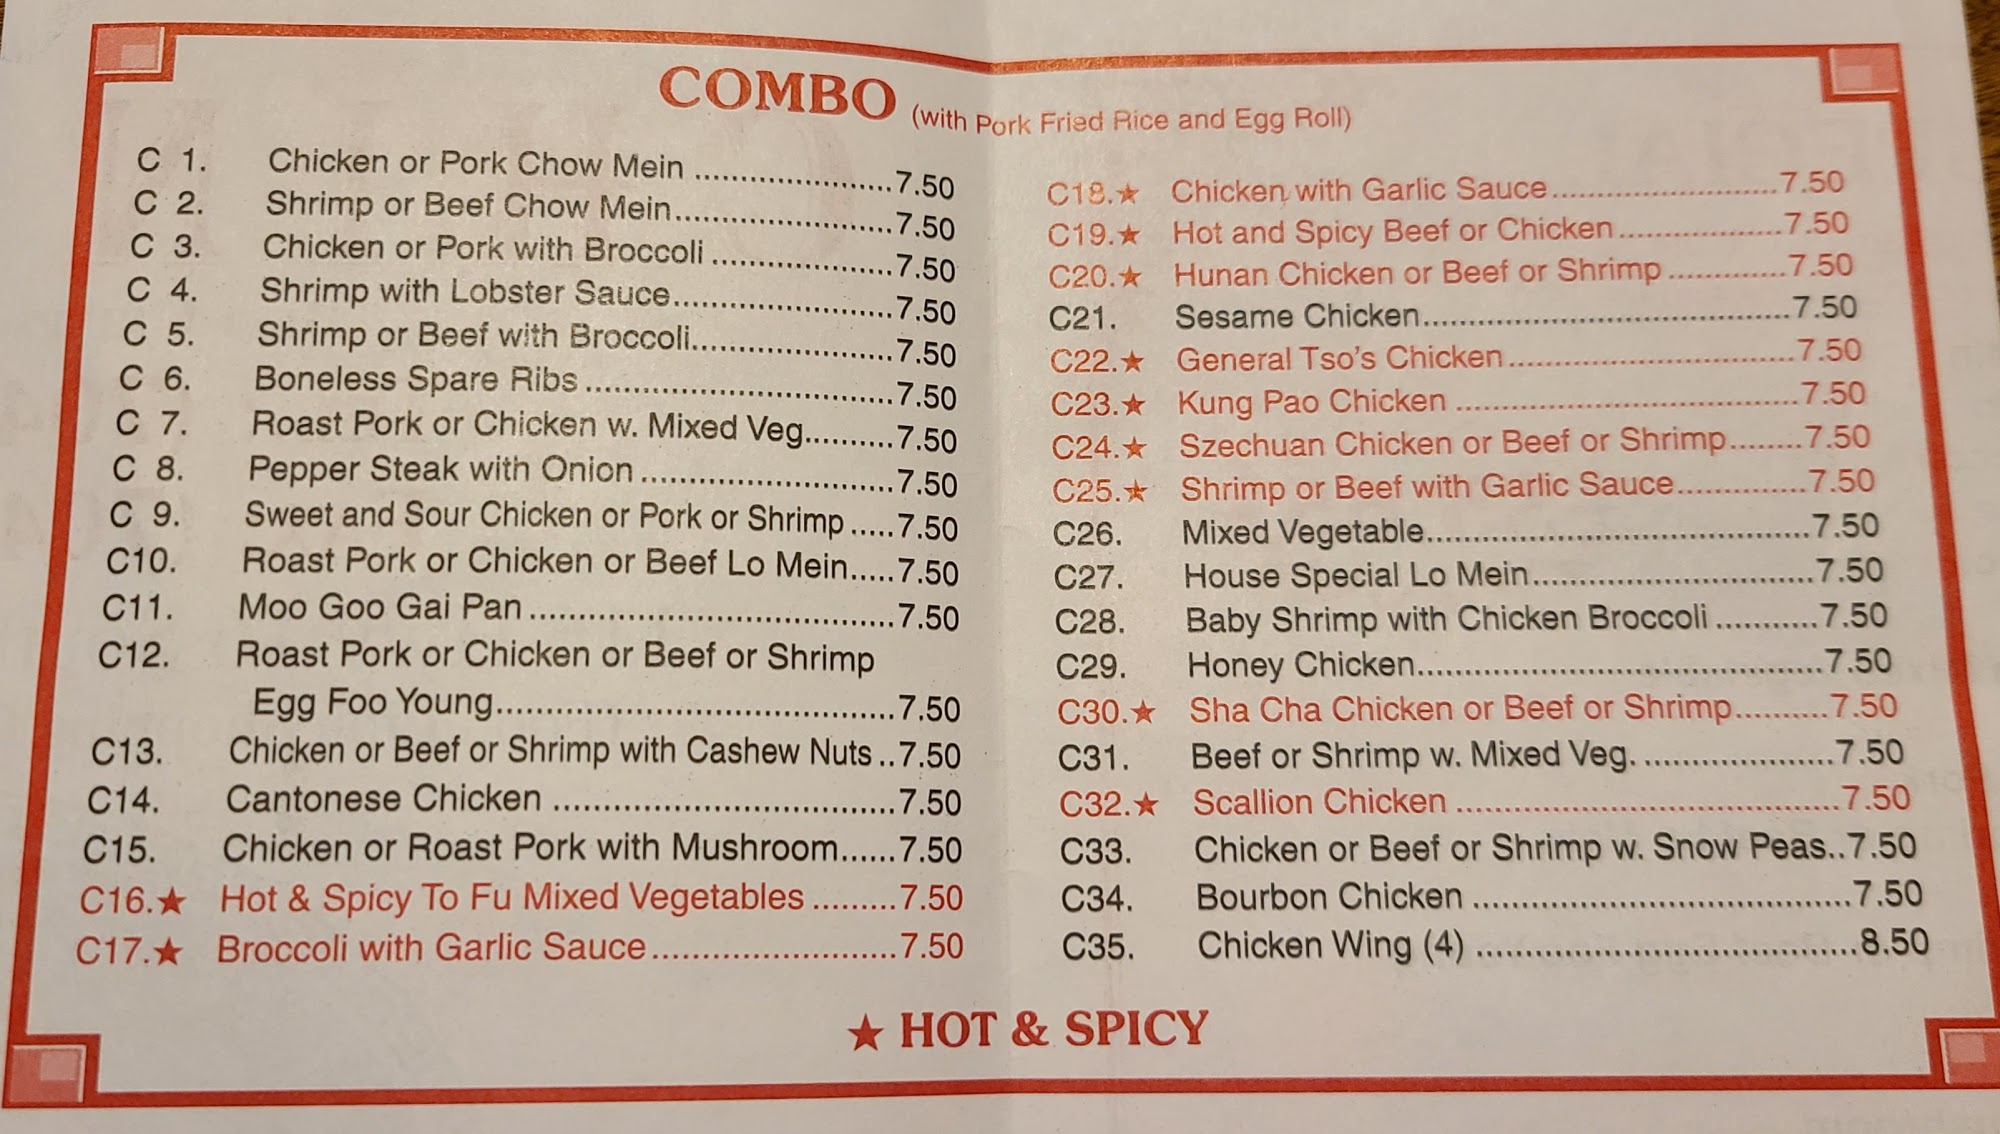 COMBO (with Pork Fried Rice and Egg Roll)
C 1. Chicken or Pork Chow Mein ......................7.50
C 2. Shrimp or Beef Chow Mein........................7.50
C 3. Chicken or Pork with Broccoli ....................7.50
C 4. Shrimp with Lobster Sauce........................7.50
C 5. Shrimp or Beef with Broccoli......................7.50
C 6. Boneless Spare Ribs ..................................7.50
C 7. Roast Pork or Chicken w. Mixed Veg..........7.50
C 8. Pepper Steak with Onion ............................7.50
C 9. Sweet and Sour Chicken or Pork or Shrimp .....7.50
C10. Roast Pork or Chicken or Beef Lo Mein.....7.50
C11. Moo Goo Gai Pan ........................................7.50
C12. Roast Pork or Chicken or Beef or Shrimp
Egg Foo Young...........................................7.50
C13. Chicken or Beef or Shrimp with Cashew Nuts ..7.50
C14. Cantonese Chicken .....................................7.50
C15. Chicken or Roast Pork with Mushroom......7.50
C16.★ Hot & Spicy To Fu Mixed Vegetables .........7.50
C17.★ Broccoli with Garlic Sauce ..........................7.50
C18.★ Chicken with Garlic Sauce.........................7.50
C19.★ Hot and Spicy Beef or Chicken ..................7.50
C20.★ Hunan Chicken or Beef or Shrimp .............7.50
C21. Sesame Chicken.........................................7.50
C22.★ General Tso's Chicken ................................7.50
C23.★ Kung Pao Chicken ......................................7.50
C24.★ Szechuan Chicken or Beef or Shrimp........7.50
C25.★ Shrimp or Beef with Garlic Sauce..............7.50
C26. Mixed Vegetable..........................................7.50
C27. House Special Lo Mein...............................7.50
C28. Baby Shrimp with Chicken Broccoli ...........7.50
C29. Honey Chicken............................................7.50
C30.★ Sha Cha Chicken or Beef or Shrimp..........7.50
C31. Beef or Shrimp w. Mixed Veg. ....................7.50
C32.★ Scallion Chicken .........................................7.50
C33. Chicken or Beef or Shrimp w. Snow Peas..7.50
C34. Bourbon Chicken ........................................7.50
C35. Chicken Wing (4) ........................................8.50
★ HOT & SPICY